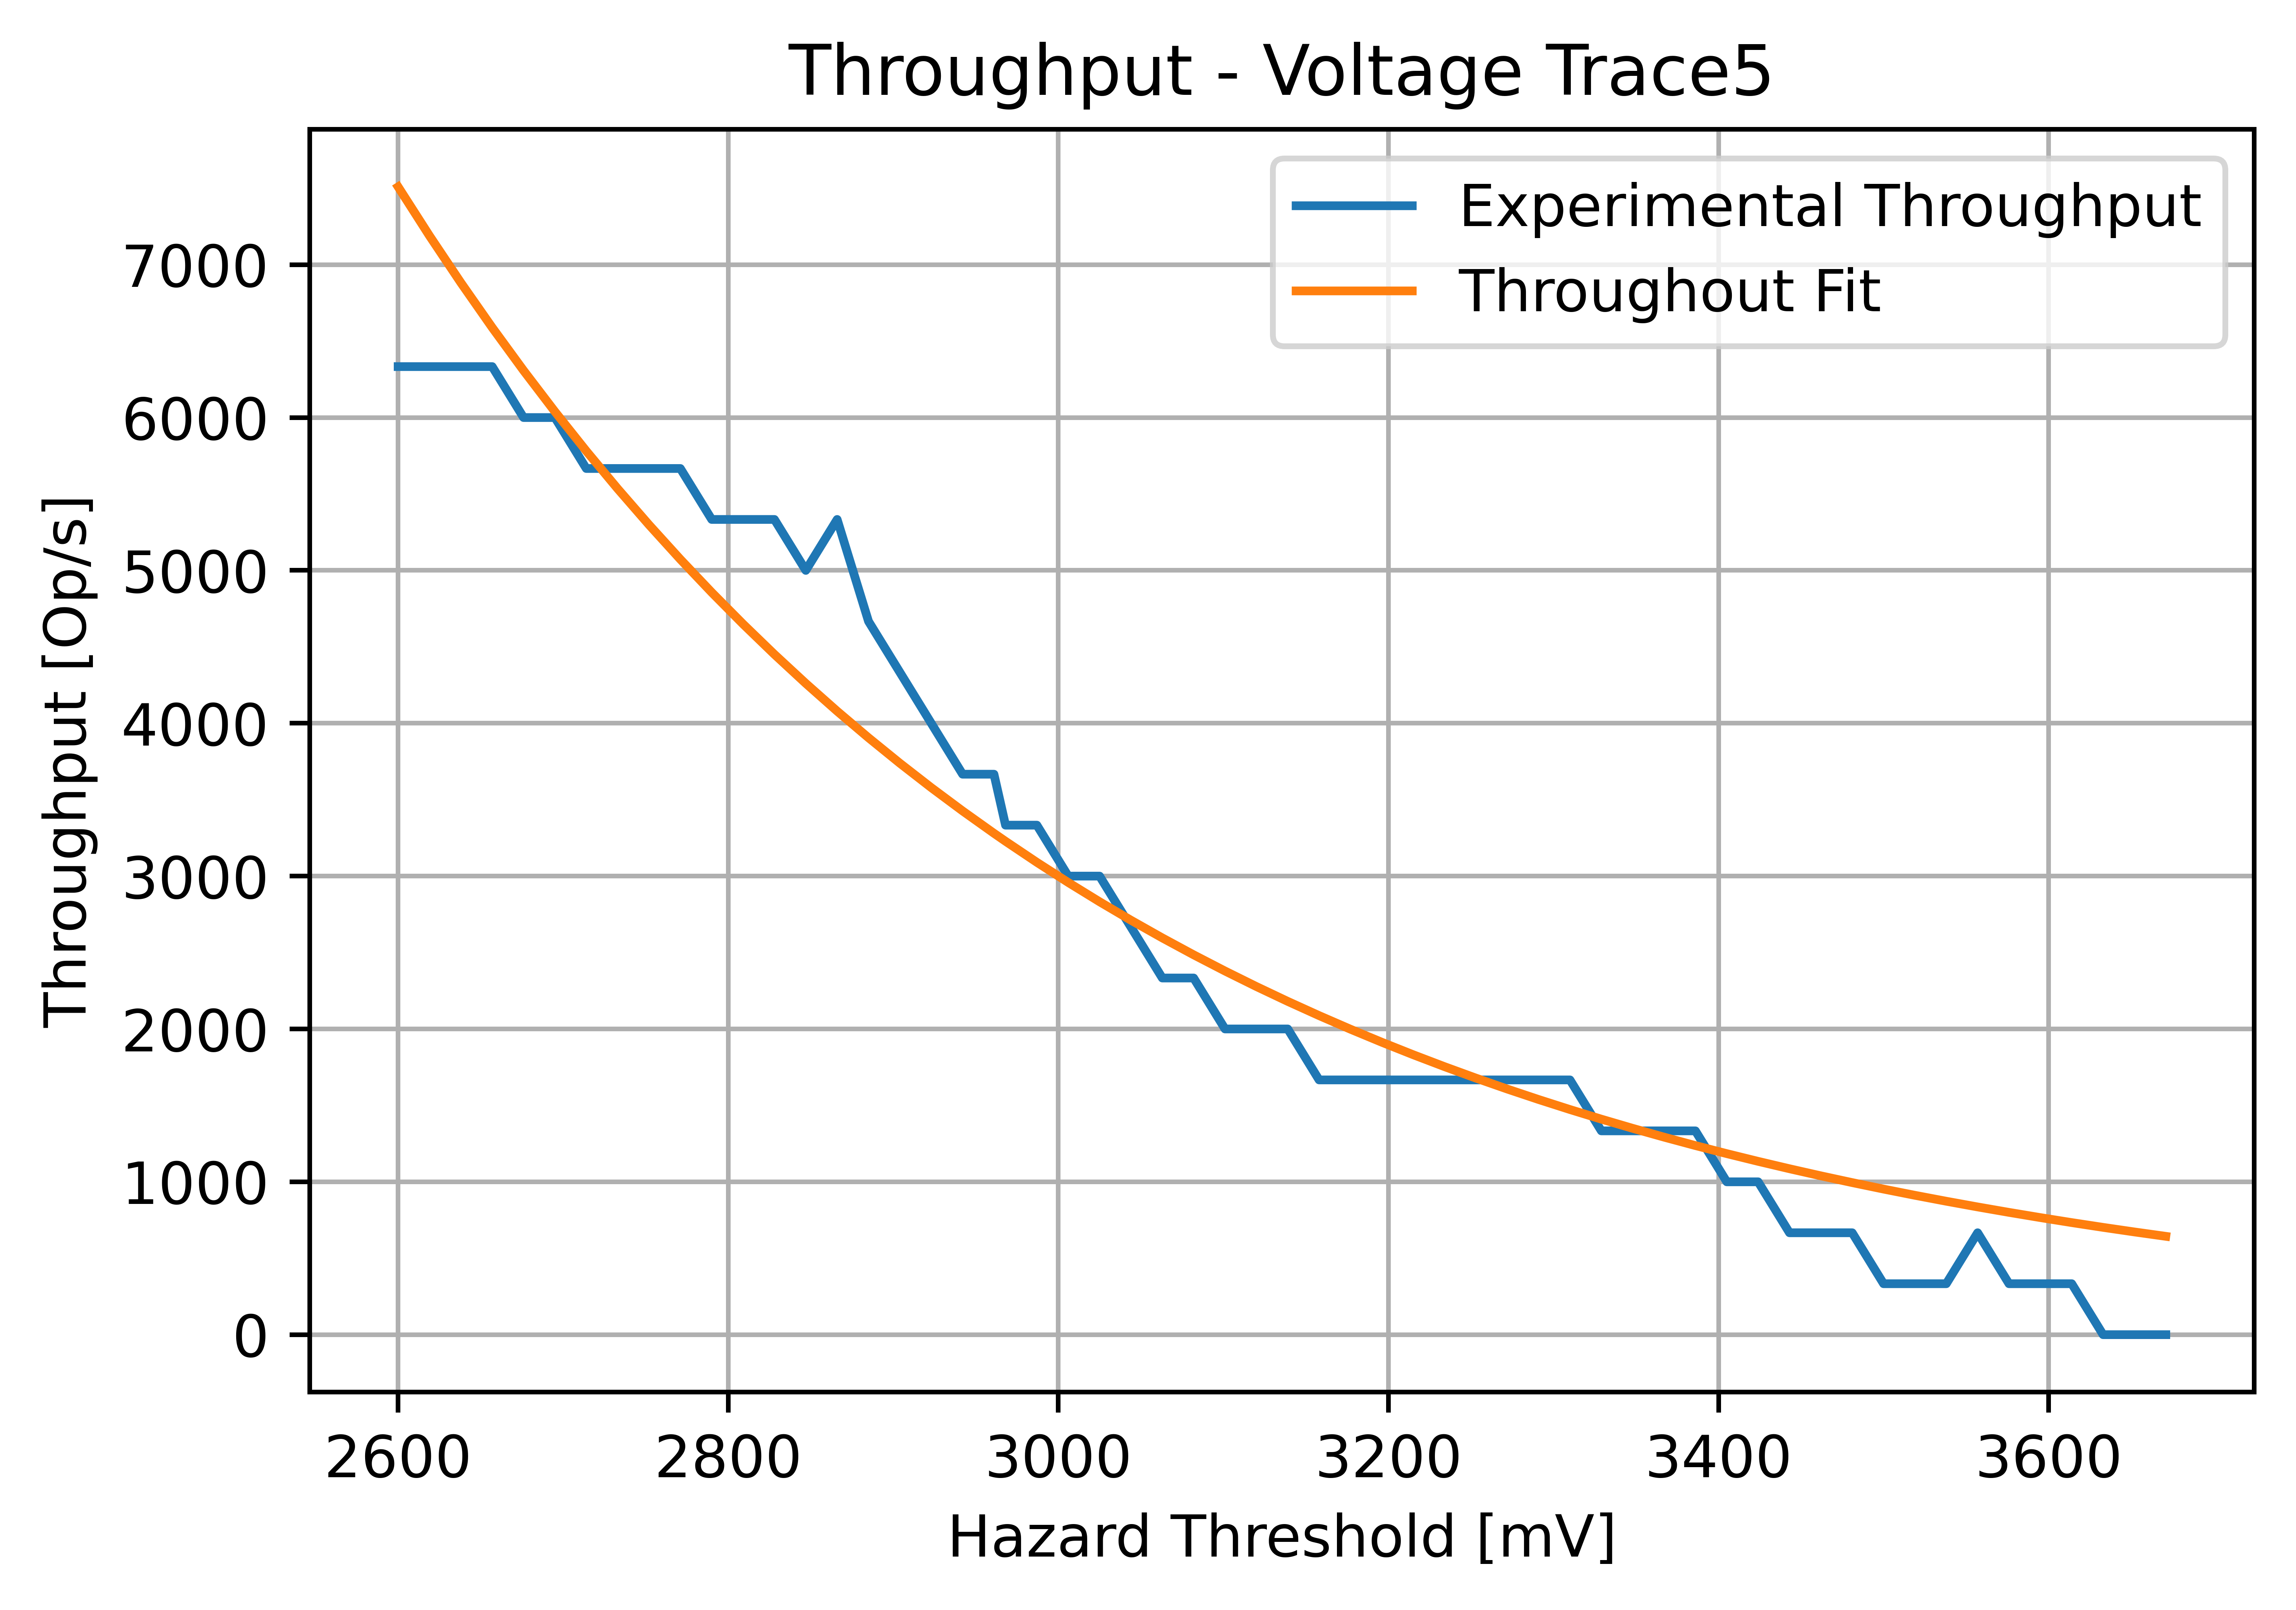 Throughput - Voltage Trace5
Experimental Throughput
Throughout Fit
Throughput [Op/s]
7000
6000
5000
4000
3000
2000
1000
0
2600 2800 3000 3200 3400 3600
Hazard Threshold [mV]